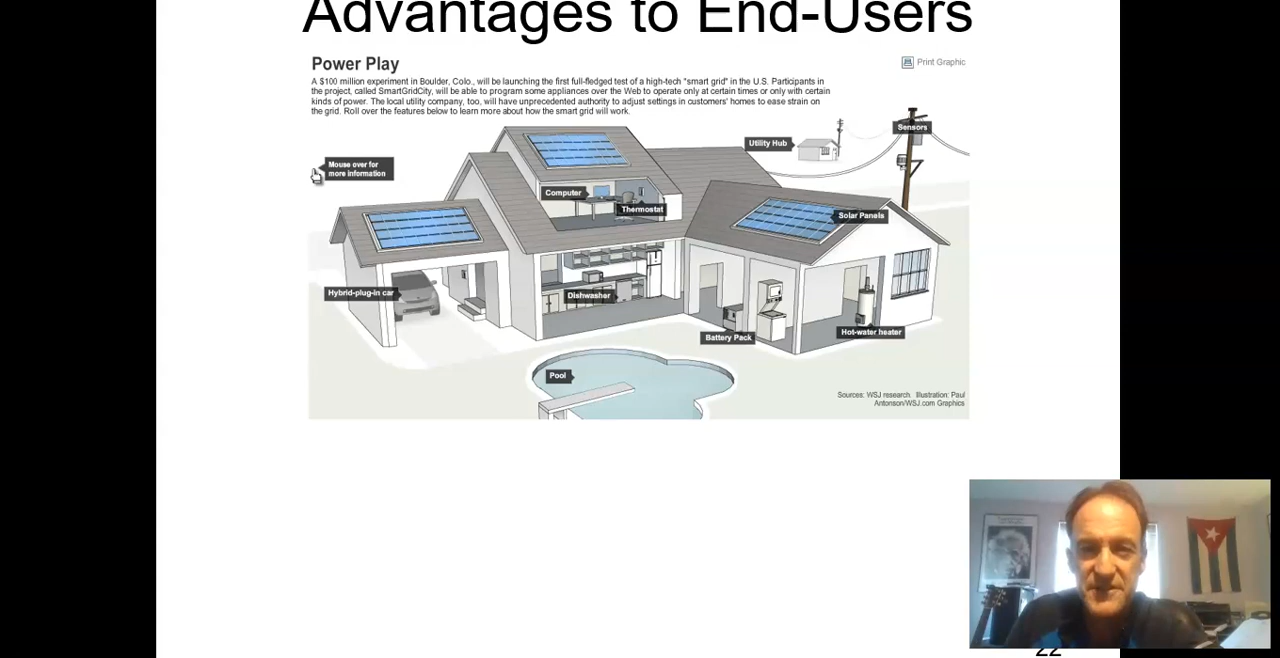 Advantages to End-Users
Power Play
Print Graphic
A $100 million experiment in Boulder, Colo., will be launching the first full-fledged test of a high-tech "smart grid" in the U.S. Participants in
the project, called SmartGridCity, will be able to program some appliances over the Web to operate only at certain times or only with certain
kinds of power. The local utility company, too, will have unprecedented authority to adjust settings in customers' homes to ease strain on
the grid. Roll over the features below to learn more about how the smart grid will work.
Sensors
Utility Hub
Mouse over for
more information
Computer
Thermostat
Solar Panels
Hybrid-plug-in car
Dishwasher
Battery Pack
Hot-water heater
Pool
Sources: WSJ research. Illustration: Paul
Antonson/WSJ.com Graphics
22